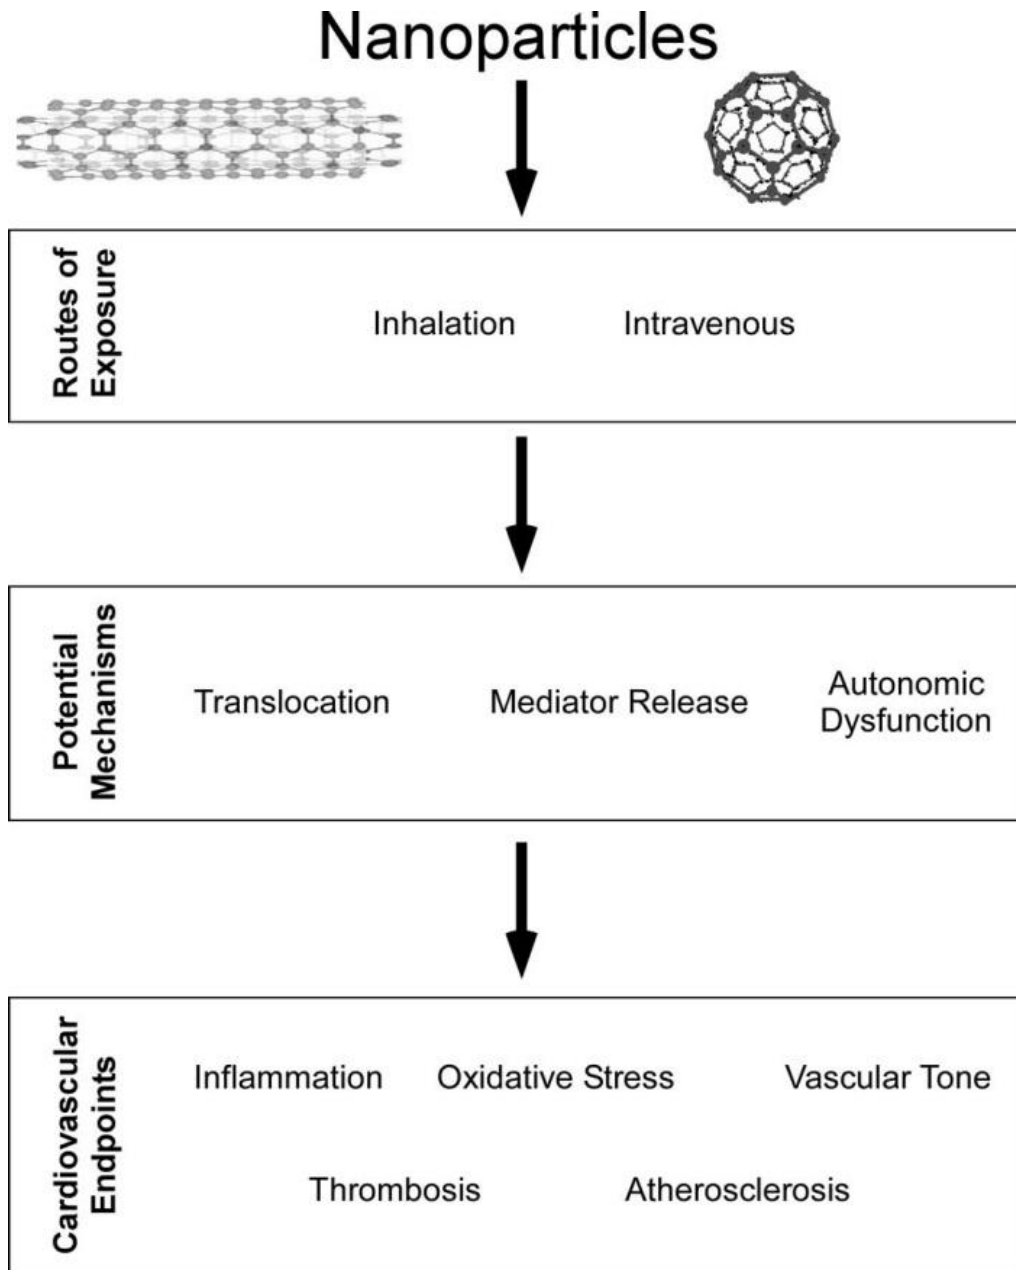 Nanoparticles
Routes of
Exposure
Inhalation
Intravenous
Potential
Mechanisms
Translocation
Mediator Release
Autonomic
Dysfunction
Cardiovascular
Endpoints
Inflammation
Oxidative Stress
Vascular Tone
Thrombosis
Atherosclerosis